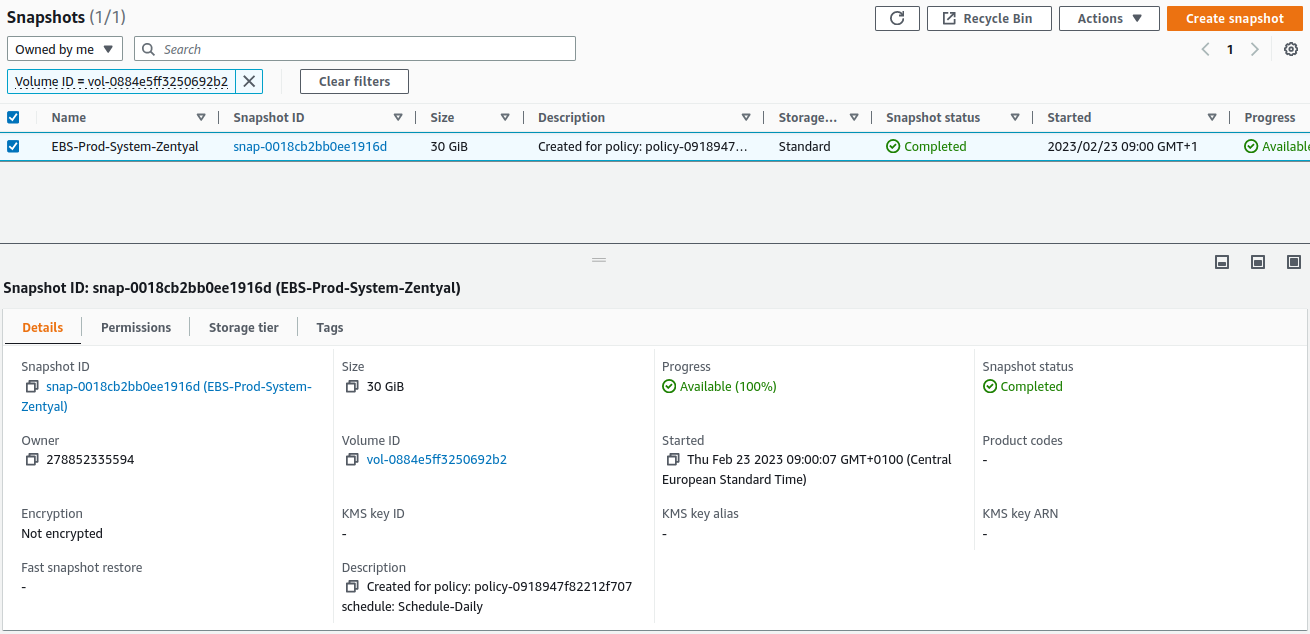 Snapshots (1/1)
Recycle Bin
Actions
Create snapshot
Owned by me
Search
1
Volume ID = vol-0884e5ff3250692b2
Clear filters
Name Snapshot ID Size Description Storage... Snapshot status Started Progress
EBS-Prod-System-Zentyal snap-0018cb2bb0ee1916d 30 GiB Created for policy: policy-0918947... Standard Completed 2023/02/23 09:00 GMT+1 Available
Snapshot ID: snap-0018cb2bb0ee1916d (EBS-Prod-System-Zentyal)
Details Permissions Storage tier Tags
Snapshot ID
snap-0018cb2bb0ee1916d (EBS-Prod-System-
Zentyal)
Size
30 GiB
Progress
Available (100%)
Snapshot status
Completed
Owner
278852335594
Volume ID
vol-0884e5ff3250692b2
Started
Thu Feb 23 2023 09:00:07 GMT+0100 (Central
European Standard Time)
Product codes
-
Encryption
Not encrypted
KMS key ID
-
KMS key alias
-
KMS key ARN
-
Fast snapshot restore
-
Description
Created for policy: policy-0918947f82212f707
schedule: Schedule-Daily